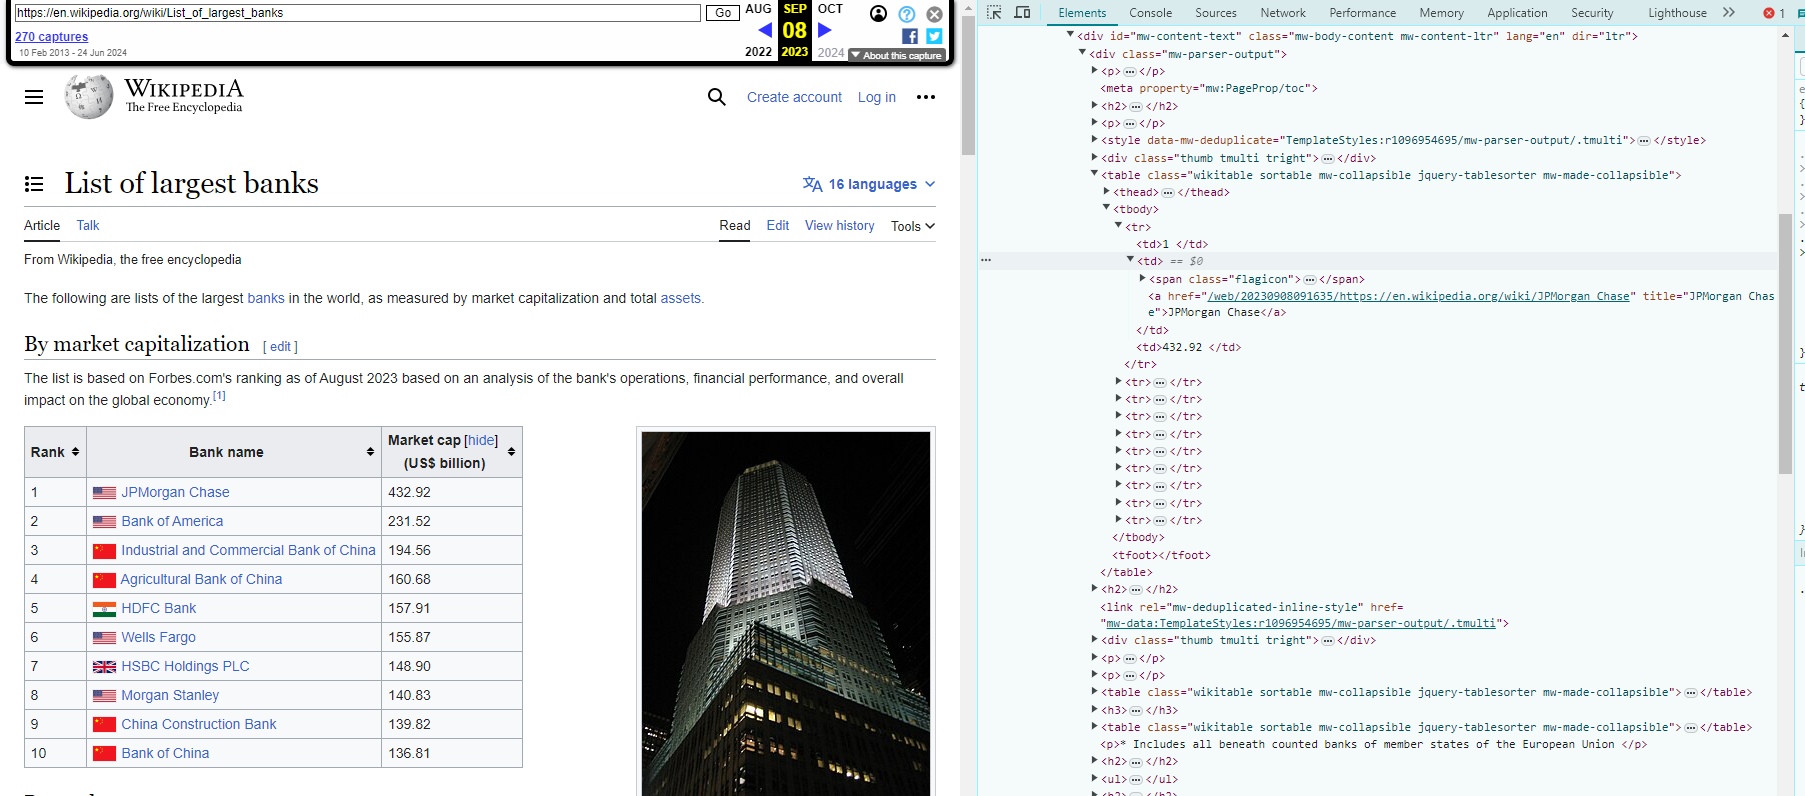 https://en.wikipedia.org/wiki/List_of_largest_banks Go AUG SEP OCT
270 captures 08
10 Feb 2013 - 24 Jun 2024 2022 2023 2024 About this capture
WIKIPEDIA
The Free Encyclopedia
Create account Log in
List of largest banks 16 languages
Article Talk Read Edit View history Tools
From Wikipedia, the free encyclopedia
The following are lists of the largest banks in the world, as measured by market capitalization and total assets.
By market capitalization [ edit ]
The list is based on Forbes.com's ranking as of August 2023 based on an analysis of the bank's operations, financial performance, and overall
impact on the global economy.[1]
Rank Bank name Market cap [hide]
(US$ billion)
1 JPMorgan Chase 432.92
2 Bank of America 231.52
3 Industrial and Commercial Bank of China 194.56
4 Agricultural Bank of China 160.68
5 HDFC Bank 157.91
6 Wells Fargo 155.87
7 HSBC Holdings PLC 148.90
8 Morgan Stanley 140.83
9 China Construction Bank 139.82
10 Bank of China 136.81
Elements Console Sources Network Performance Memory Application Security Lighthouse 1
<div id="mw-content-text" class="mw-body-content mw-content-ltr" lang="en" dir="ltr">
<div class="mw-parser-output">
<p>…</p>
<meta property="mw:PageProp/toc">
<h2>…</h2>
<p>…</p>
<style data-mw-deduplicate="TemplateStyles:r1096954695/mw-parser-output/.tmulti">…</style>
<div class="thumb tmulti tright">…</div>
<table class="wikitable sortable mw-collapsible jquery-tablesorter mw-made-collapsible">
<thead>…</thead>
<tbody>
<tr>
<td>1 </td>
<td> == $0
<span class="flagicon">…</span>
<a href="/web/20230908091635/https://en.wikipedia.org/wiki/JPMorgan_Chase" title="JPMorgan Chas
e">JPMorgan Chase</a>
</td>
<td>432.92 </td>
</tr>
<tr>…</tr>
<tr>…</tr>
<tr>…</tr>
<tr>…</tr>
<tr>…</tr>
<tr>…</tr>
<tr>…</tr>
<tr>…</tr>
<tr>…</tr>
</tbody>
<tfoot></tfoot>
</table>
<h2>…</h2>
<link rel="mw-deduplicated-inline-style" href=
"mw-data:TemplateStyles:r1096954695/mw-parser-output/.tmulti">
<div class="thumb tmulti tright">…</div>
<p>…</p>
<p>…</p>
<table class="wikitable sortable mw-collapsible jquery-tablesorter mw-made-collapsible">…</table>
<h3>…</h3>
<table class="wikitable sortable mw-collapsible jquery-tablesorter mw-made-collapsible">…</table>
<p>* Includes all beneath counted banks of member states of the European Union </p>
<h2>…</h2>
<ul>…</ul>